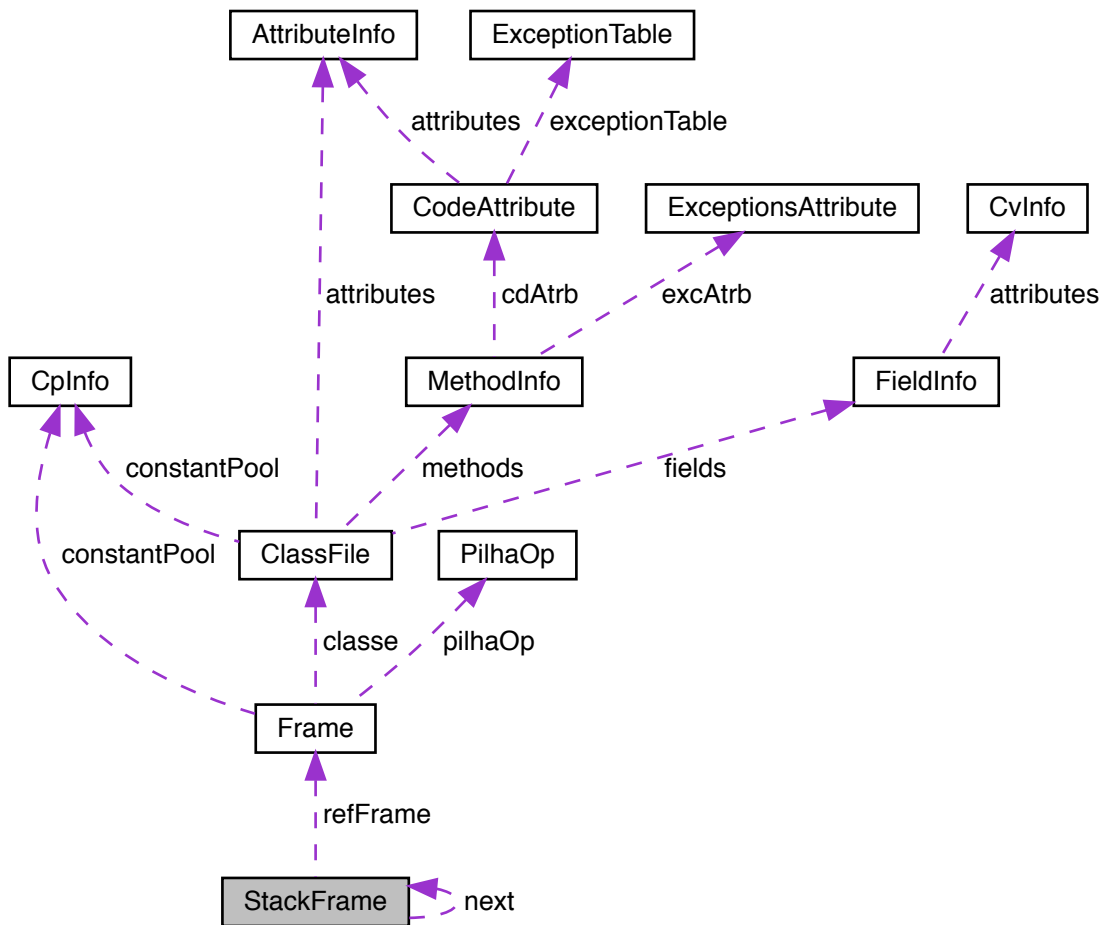 AttributeInfo
ExceptionTable
attributes
exceptionTable
CodeAttribute
ExceptionsAttribute
CvInfo
attributes
cdAtrb
excAtrb
attributes
CpInfo
MethodInfo
FieldInfo
constantPool
methods
fields
constantPool
ClassFile
PilhaOp
classe
pilhaOp
Frame
refFrame
StackFrame
next